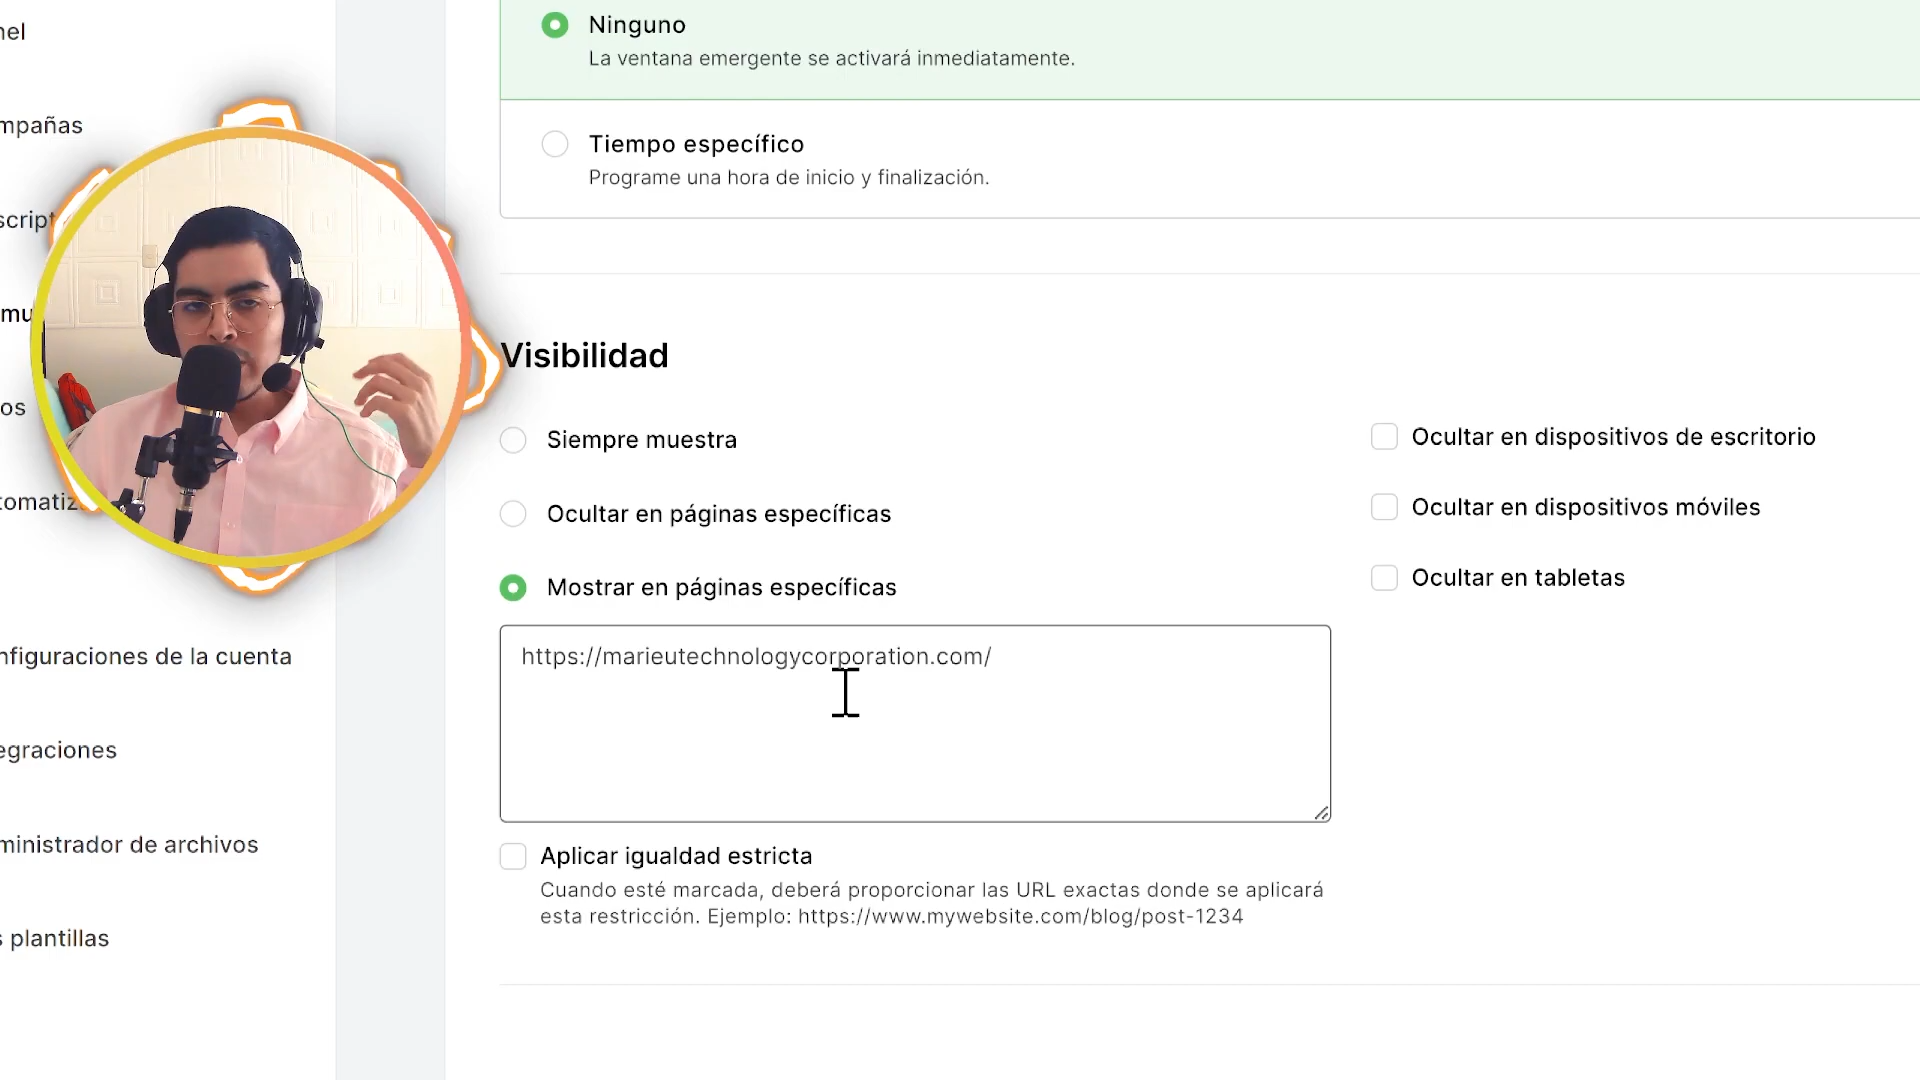 nel
mpañas
script
mu
os
tomatiz
nfiguraciones de la cuenta
egraciones
ministrador de archivos
s plantillas
Ninguno
La ventana emergente se activará inmediatamente.
Tiempo específico
Programe una hora de inicio y finalización.
Visibilidad
Siempre muestra
Ocultar en páginas específicas
Mostrar en páginas específicas
https://marieutechnologycorporation.com/
Aplicar igualdad estricta
Cuando esté marcada, deberá proporcionar las URL exactas donde se aplicará
esta restricción. Ejemplo: https://www.mywebsite.com/blog/post-1234
Ocultar en dispositivos de escritorio
Ocultar en dispositivos móviles
Ocultar en tabletas